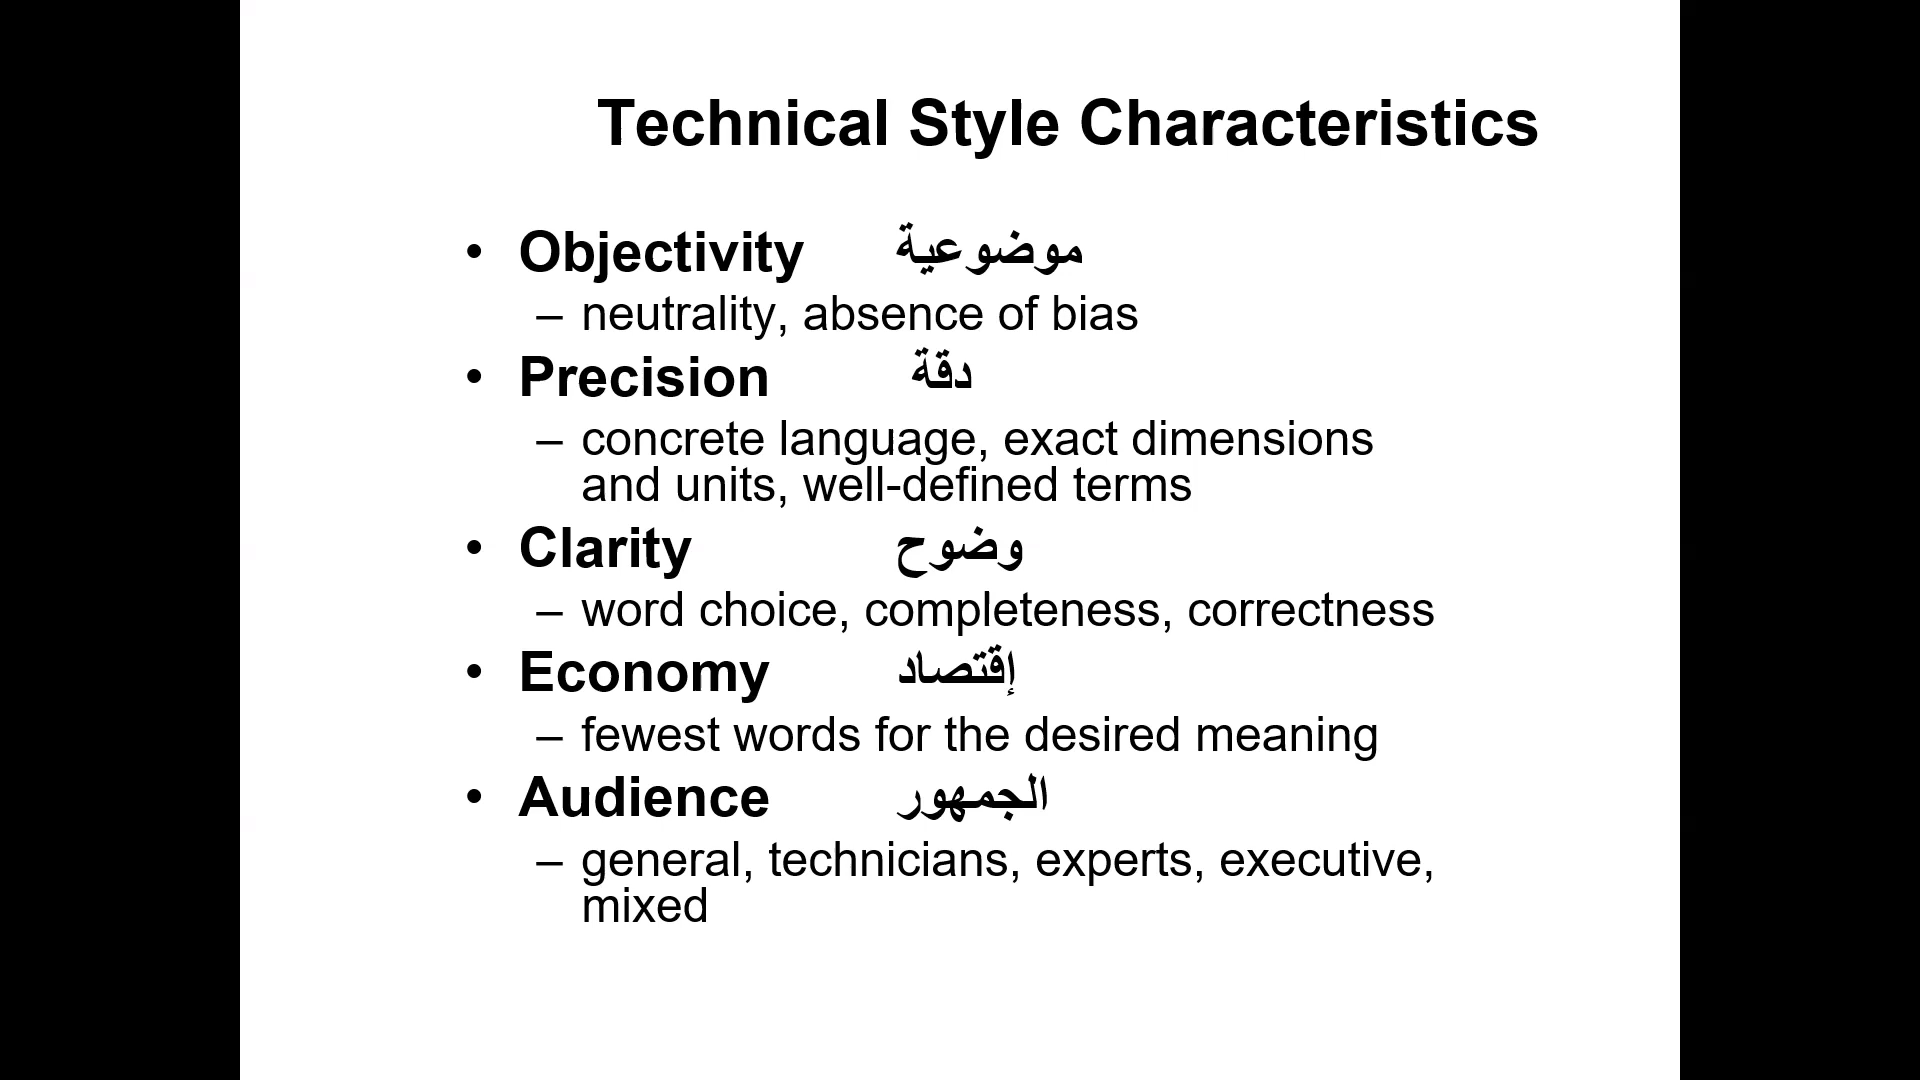 Technical Style Characteristics
• Objectivity موضوعية
– neutrality, absence of bias
• Precision دقة
– concrete language, exact dimensions
and units, well-defined terms
• Clarity وضوح
– word choice, completeness, correctness
• Economy إقتصاد
– fewest words for the desired meaning
• Audience الجمهور
– general, technicians, experts, executive,
mixed